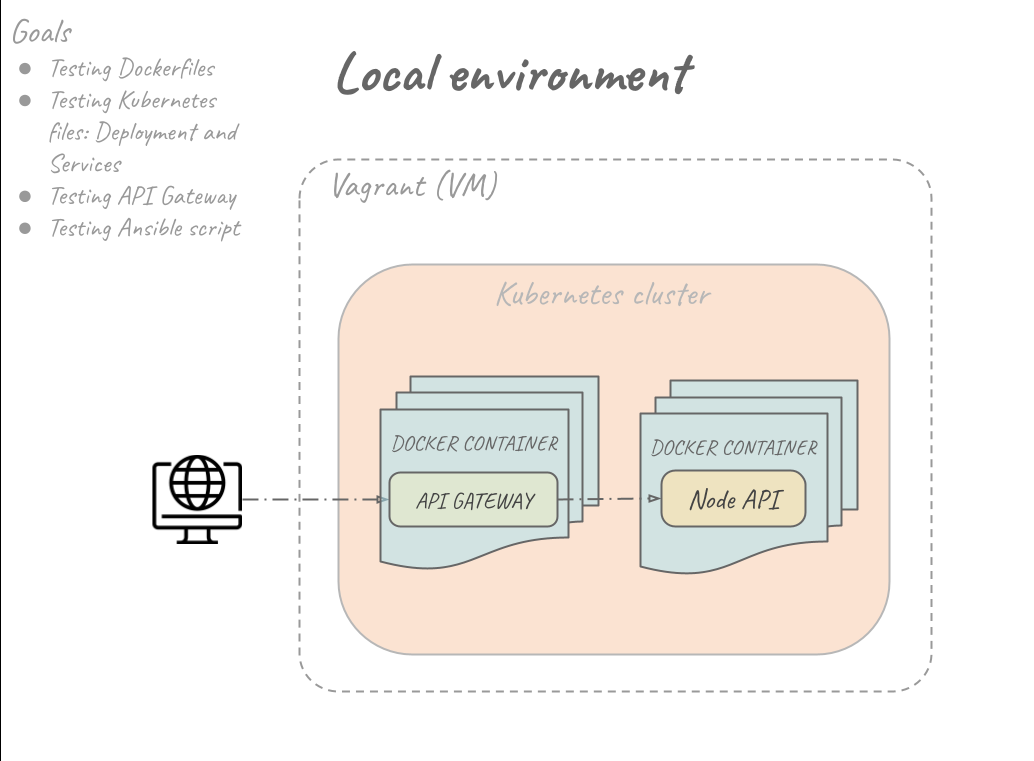 Goals
Testing Dockerfiles
Testing Kubernetes
files: Deployment and
Services
Testing API Gateway
Testing Ansible script
Local environment
Vagrant (VM)
Kubernetes cluster
DOCKER CONTAINER
API GATEWAY
DOCKER CONTAINER
Node API